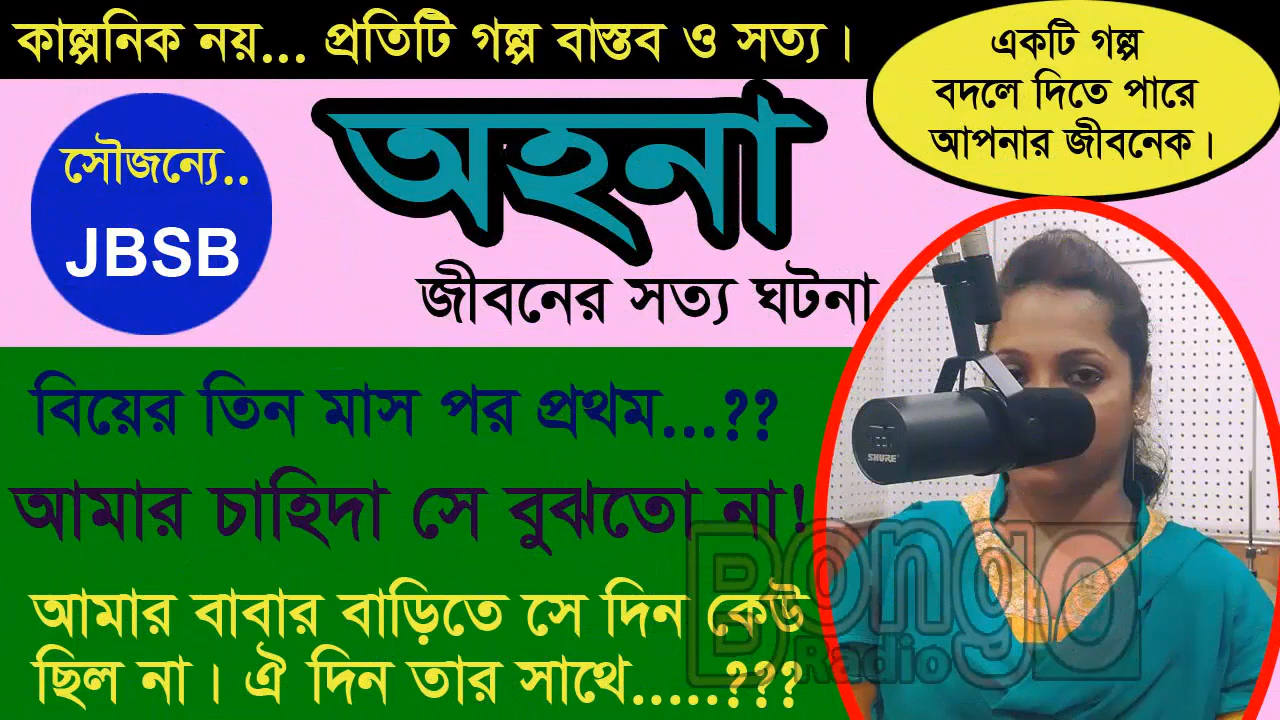 কাল্পনিক নয়... প্রতিটি গল্প বাস্তব ও সত্য।
একটি গল্প
বদলে দিতে পারে
আপনার জীবনেক।
সৌজন্যে..
JBSB
অহনা
জীবনের সত্য ঘটনা
বিয়ের তিন মাস পর প্রথম...??
আমার চাহিদা সে বুঝতো না!
আমার বাবার বাড়িতে সে দিন কেউ
ছিল না। ঐ দিন তার সাথে.....???
SHURE
Bongo
Radio